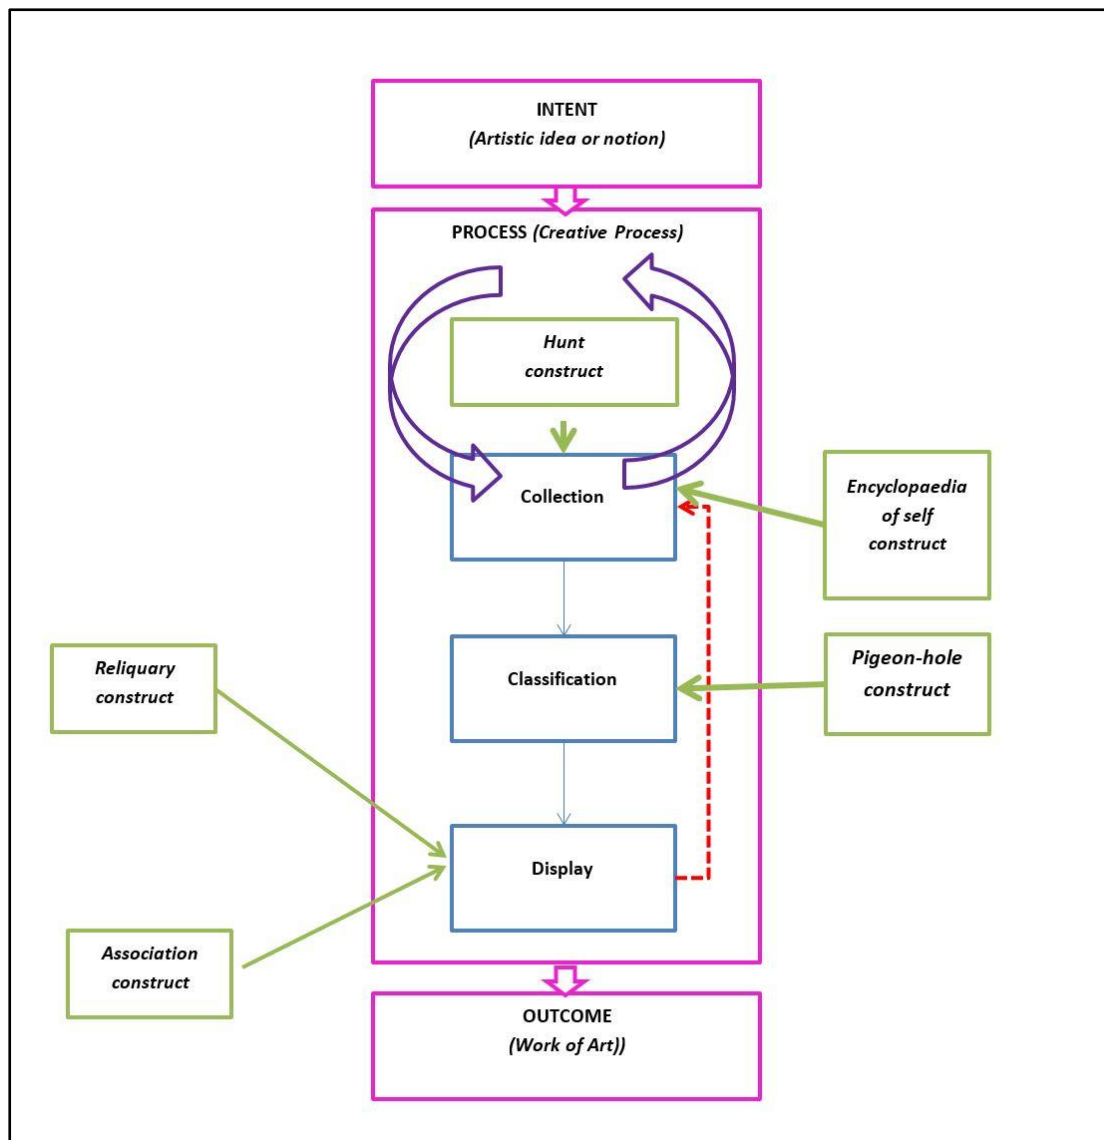 INTENT
(Artistic idea or notion)
PROCESS (Creative Process)
Hunt
construct
Collection
Encyclopaedia
of self
construct
Classification
Pigeon-hole
construct
Reliquary
construct
Display
Association
construct
OUTCOME
(Work of Art))